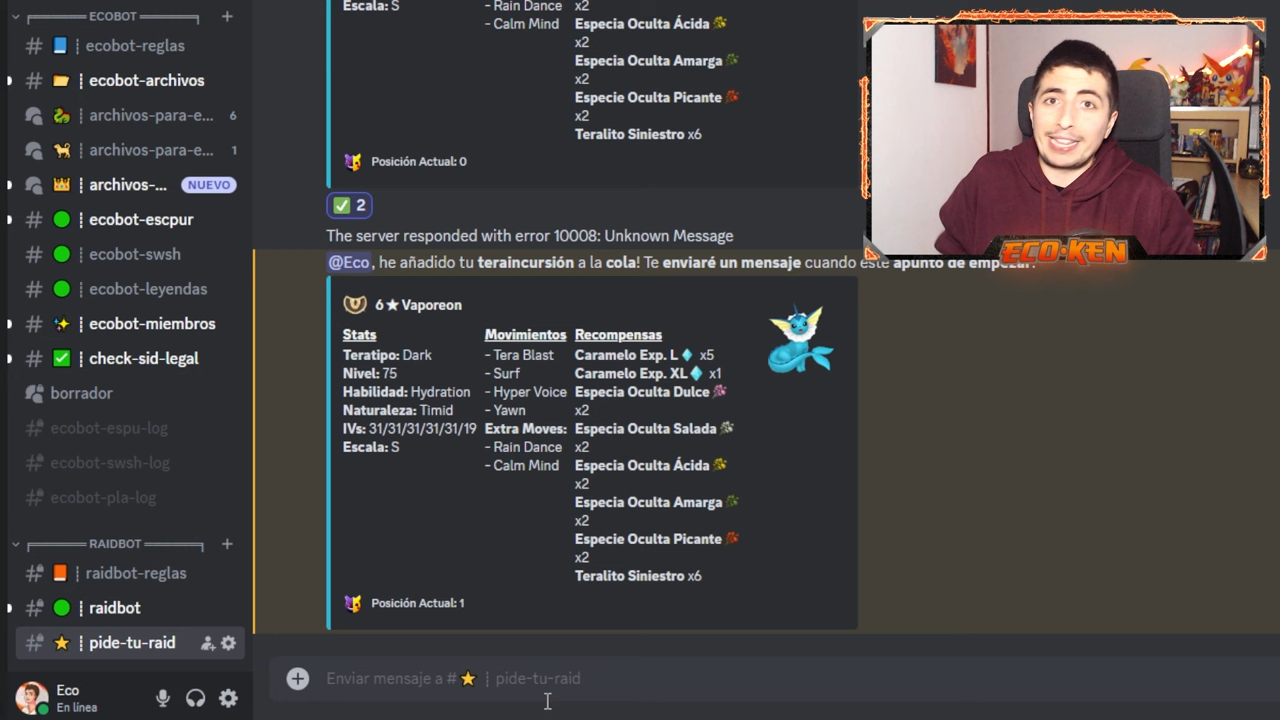 ECOBOT
ecobot-reglas
ecobot-archivos
archivos-para-e... 6
archivos-para-e... 1
archivos-... NUEVO
ecobot-escpur
ecobot-swsh
ecobot-leyendas
ecobot-miembros
check-sid-legal
borrador
ecobot-espu-log
ecobot-swsh-log
ecobot-pla-log
RAIDBOT
raidbot-reglas
raidbot
pide-tu-raid
Eco
En línea
Escala: S
- Rain Dance
- Calm Mind
x2
Especia Oculta Ácida
x2
Especia Oculta Amarga
x2
Especie Oculta Picante
x2
Teralito Siniestro x6
Posición Actual: 0
2
The server responded with error 10008: Unknown Message
@Eco, he añadido tu teraincursión a la cola! Te enviaré un mensaje cuando este apunto de empezar.
6★ Vaporeon
Stats
Teratipo: Dark
Nivel: 75
Habilidad: Hydration
Naturaleza: Timid
IVs: 31/31/31/31/31/19
Escala: S
Movimientos
- Tera Blast
- Surf
- Hyper Voice
- Yawn
Extra Moves:
- Rain Dance
- Calm Mind
Recompensas
Caramelo Exp. L x5
Caramelo Exp. XL x1
Especia Oculta Dulce
x2
Especia Oculta Salada
x2
Especia Oculta Ácida
x2
Especia Oculta Amarga
x2
Especie Oculta Picante
x2
Teralito Siniestro x6
Posición Actual: 1
Enviar mensaje a # ⭐ ┆ pide-tu-raid
ECO-KEN